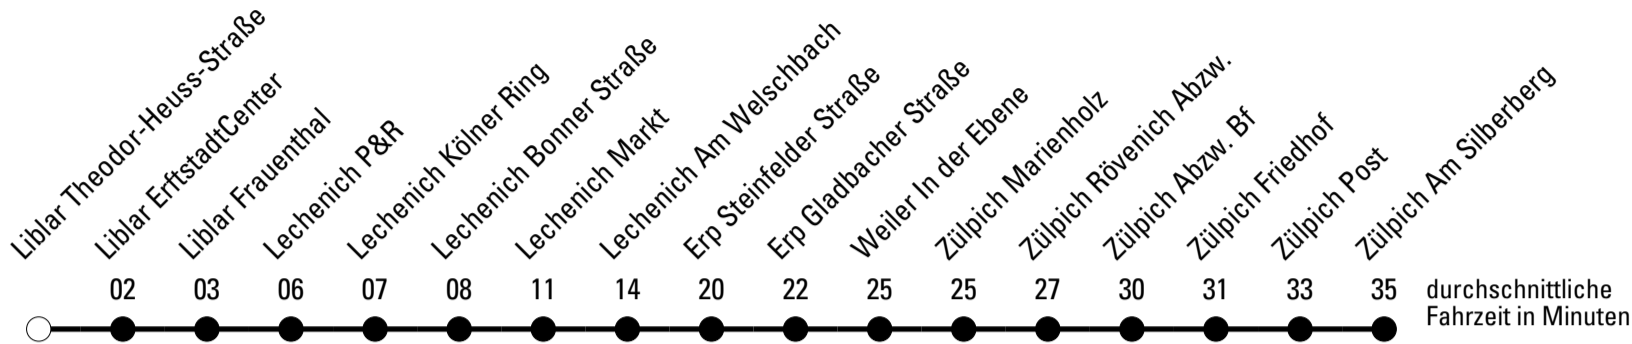 Liblar Theodor-Heuss-Straße
Liblar ErftstadtCenter
Liblar Frauenthal
Lechenich P&R
Lechenich Kölner Ring
Lechenich Bonner Straße
Lechenich Markt
Lechenich Am Welschbach
Erp Steinfelder Straße
Erp Gladbacher Straße
Weiler In der Ebene
Zülpich Marienholz
Zülpich Rövenich Abzw.
Zülpich Abzw. Bf
Zülpich Friedhof
Zülpich Post
Zülpich Am Silberberg
02 03 06 07 08 11 14 20 22 25 25 27 30 31 33 35
durchschnittliche
Fahrzeit in Minuten